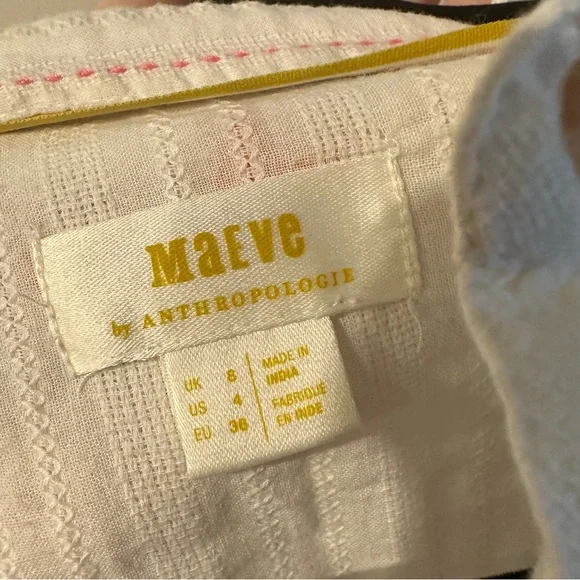 MaEVe
by ANTHROPOLOGIE
UK 8
US 4
EU 36
MADE IN
INDIA
FABRIQUÉ
EN INDE